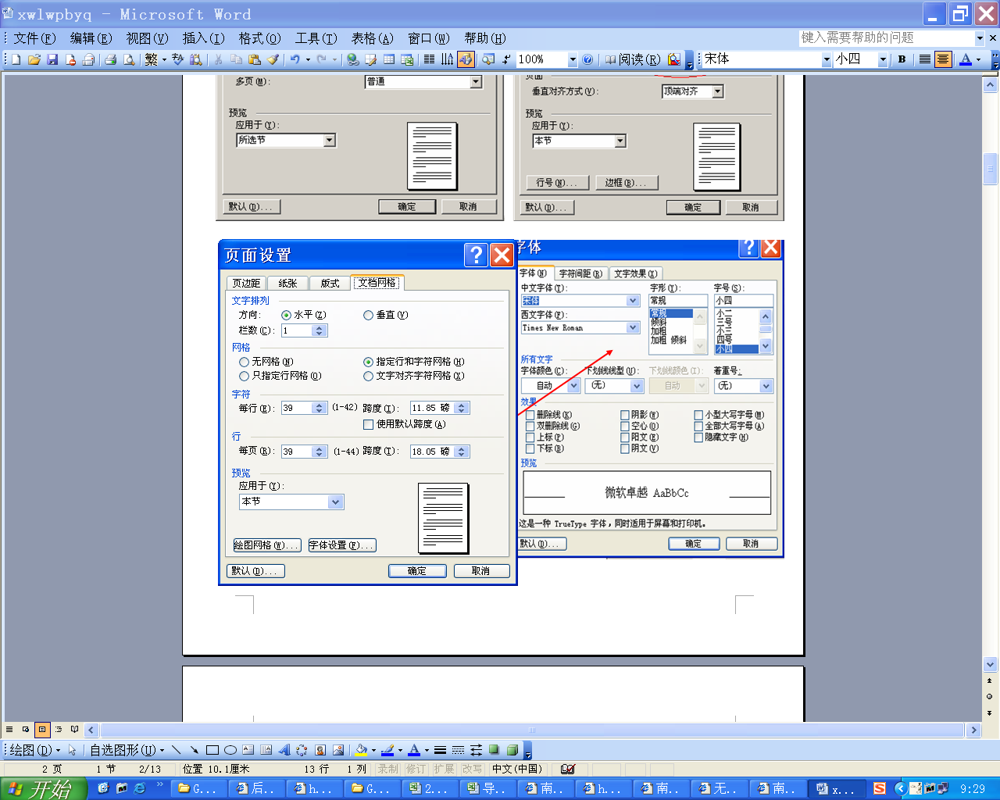 xwlwpbyq - Microsoft Word
文件(F) 编辑(E) 视图(V) 插入(I) 格式(O) 工具(T) 表格(A) 窗口(W) 帮助(H) 键入需要帮助的问题
繁 100% 阅读(R) 宋体 小四 B A
多页(M): 普通
预览
应用于(Y):
所选节
默认(D)... 确定 取消
页面
垂直对齐方式(V): 顶端对齐
预览
应用于(Y):
本节
行号(N)... 边框(B)...
默认(D)... 确定 取消
页面设置
页边距 纸张 版式 文档网格
文字排列
方向: 水平(Z) 垂直(V)
栏数(C): 1
网格
无网格(N) 指定行和字符网格(H)
只指定行网格(O) 文字对齐字符网格(X)
字符
每行(E): 39 (1-42) 跨度(I): 11.85 磅
使用默认跨度(A)
行
每页(R): 39 (1-44) 跨度(T): 18.05 磅
预览
应用于(Y):
本节
绘图网格(W)... 字体设置(F)...
默认(D)... 确定 取消
字体
字体(N) 字符间距(R) 文字效果(X)
中文字体(T): 字形(Y): 字号(S):
宋体 常规 小四
西文字体(F):
Times New Roman
常规
倾斜
加粗
加粗 倾斜
小二
三号
小三
四号
小四
所有文字
字体颜色(C): 下划线线型(U): 下划线颜色(I): 着重号:
自动 (无) 自动 (无)
效果
删除线(K) 阴影(W) 小型大写字母(M)
双删除线(G) 空心(O) 全部大写字母(A)
上标(P) 阳文(E) 隐藏文字(H)
下标(B) 阴文(V)
预览
微软卓越 AaBbCc
这是一种 TrueType 字体，同时适用于屏幕和打印机。
默认(D)... 确定 取消
绘图(D) 自选图形(U)
2 页 1 节 2/13 位置 10.1厘米 13 行 1 列 录制 修订 扩展 改写 中文(中国)
开始 G... 后.. h... G... 2... 导.. 南.. h... 南.. 无.. 南.. x... 9:29